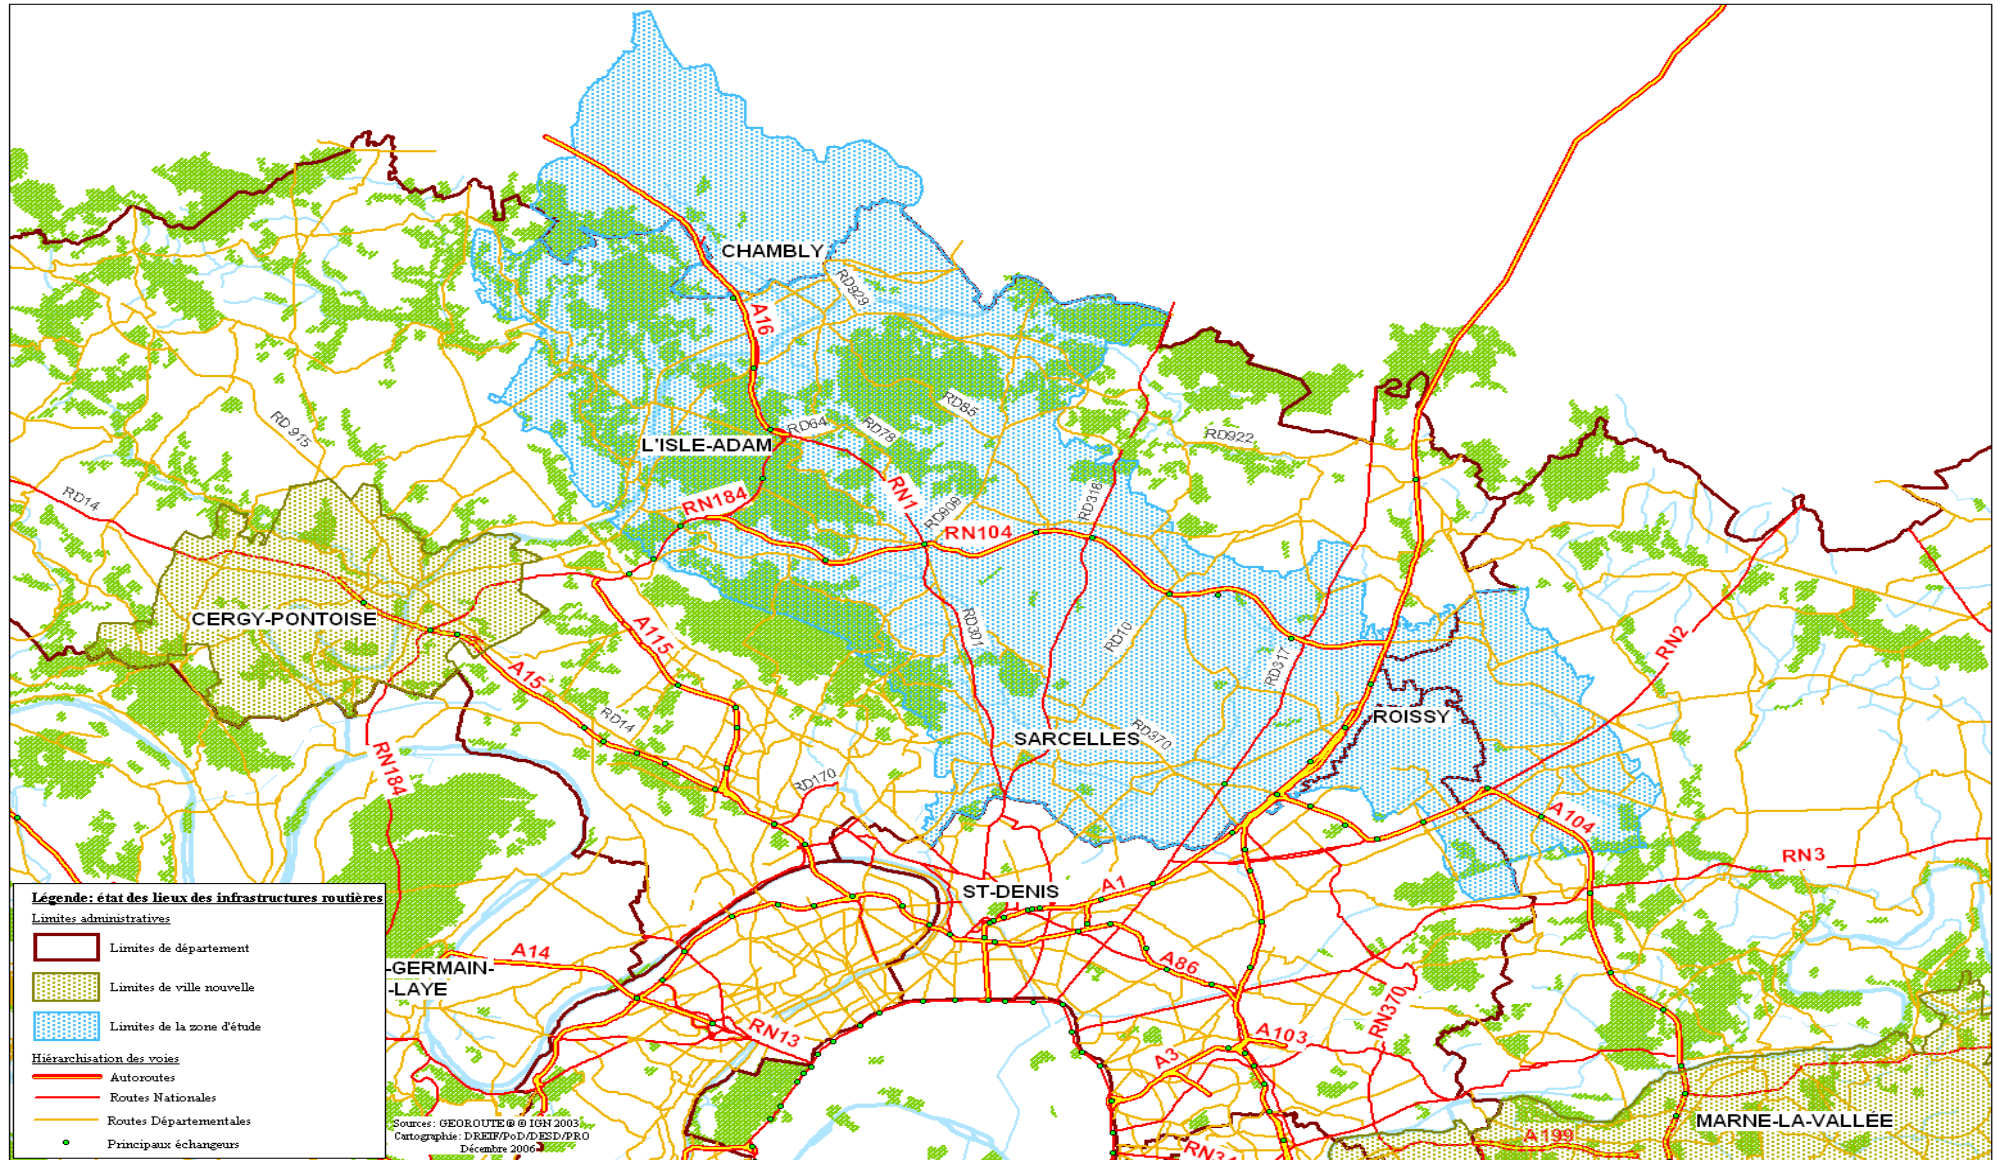 CHAMBLY
RD929
A16
RD 915
L'ISLE-ADAM
RD64
RD78
RD85
RD922
RD14
RN184
RN1
RD909
RN104
RD316
CERGY-PONTOISE
A115
RD301
RD10
RD317
RN2
A15
RD14
ROISSY
SARCELLES
RD370
RN184
RD170
A104
RN3
ST-DENIS
A1
A14
-GERMAIN-
-LAYE
A86
RN13
RN370
A3
A103
MARNE-LA-VALLÉE
A199
RN34
Légende: état des lieux des infrastructures routières
Limites administratives
Limites de département
Limites de ville nouvelle
Limites de la zone d'étude
Hiérarchisation des voies
Autoroutes
Routes Nationales
Routes Départementales
Principaux échangeurs
Sources: GEOROUTE® © IGN 2003
Cartographie: DREIF/PoD/DESD/PRO
Décembre 2006